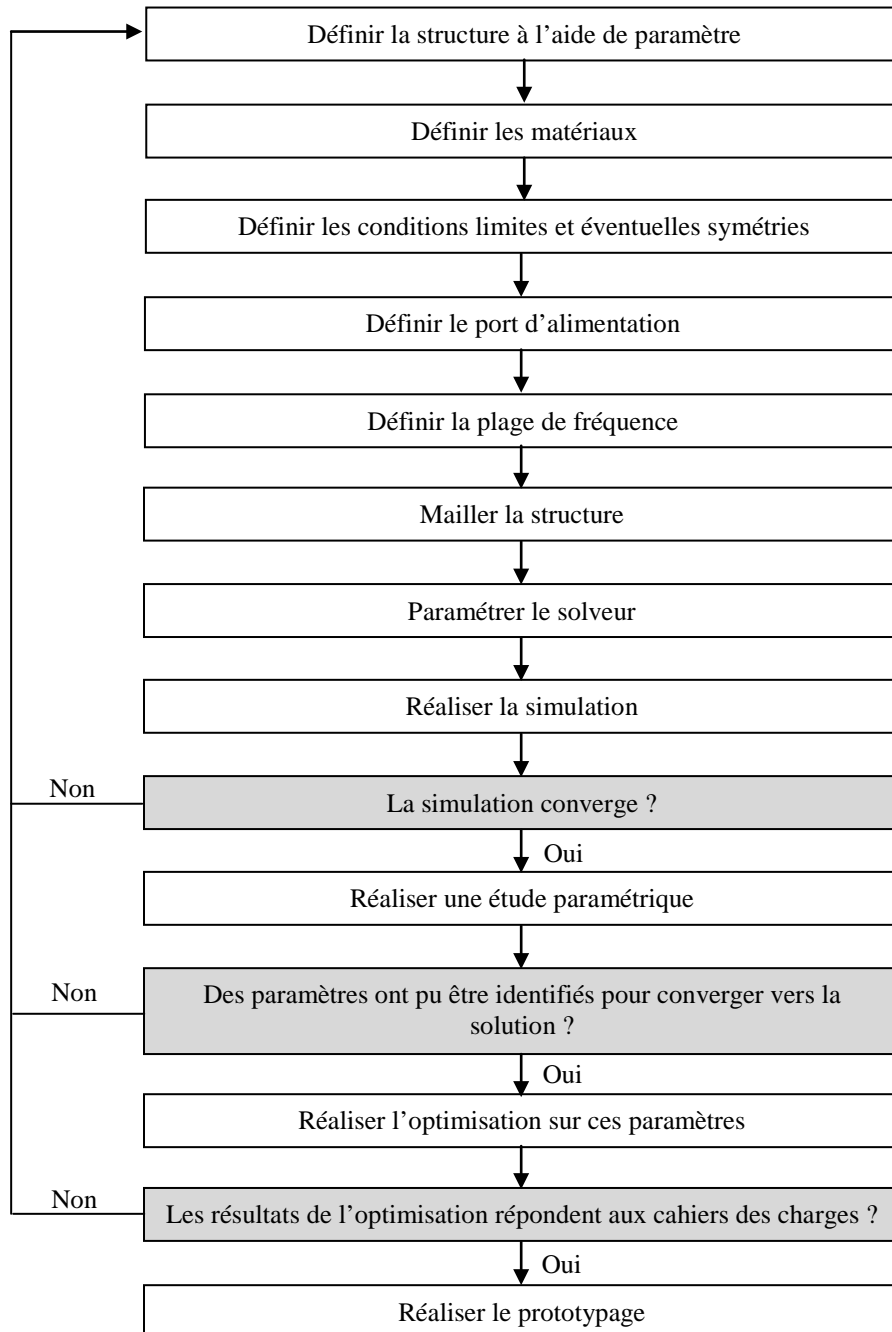 Définir la structure à l’aide de paramètre
Définir les matériaux
Définir les conditions limites et éventuelles symétries
Définir le port d’alimentation
Définir la plage de fréquence
Mailler la structure
Paramétrer le solveur
Réaliser la simulation
Non
La simulation converge ?
Oui
Réaliser une étude paramétrique
Non
Des paramètres ont pu être identifiés pour converger vers la
solution ?
Oui
Réaliser l’optimisation sur ces paramètres
Non
Les résultats de l’optimisation répondent aux cahiers des charges ?
Oui
Réaliser le prototypage